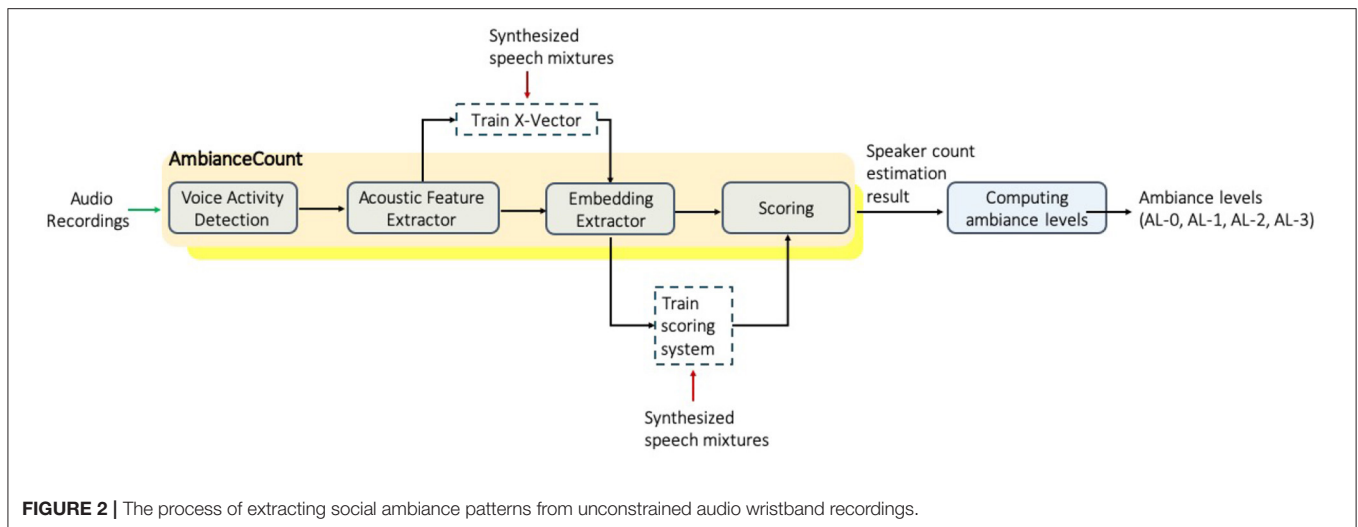 Synthesized
speech mixtures
Train X-Vector
AmbianceCount
Audio
Recordings
Voice Activity
Detection
Acoustic Feature
Extractor
Embedding
Extractor
Scoring
Speaker count
estimation
result
Computing
ambiance levels
Ambiance levels
(AL-0, AL-1, AL-2, AL-3)
Train
scoring
system
Synthesized
speech mixtures
FIGURE 2 | The process of extracting social ambiance patterns from unconstrained audio wristband recordings.